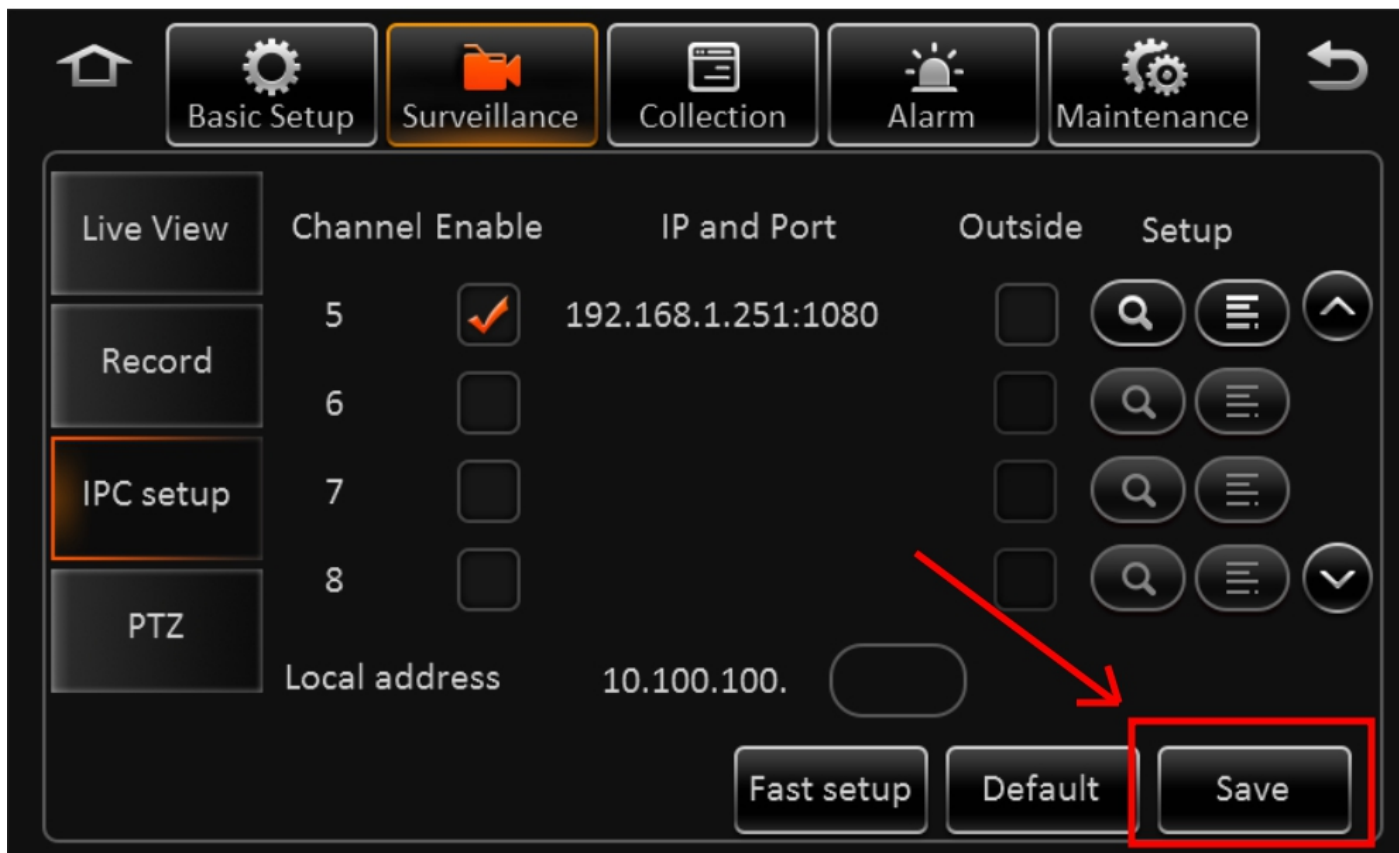 Basic Setup
Surveillance
Collection
Alarm
Maintenance
Live View
Record
IPC setup
PTZ
Channel Enable IP and Port Outside Setup
5 192.168.1.251:1080
6
7
8
Local address 10.100.100.
Fast setup
Default
Save